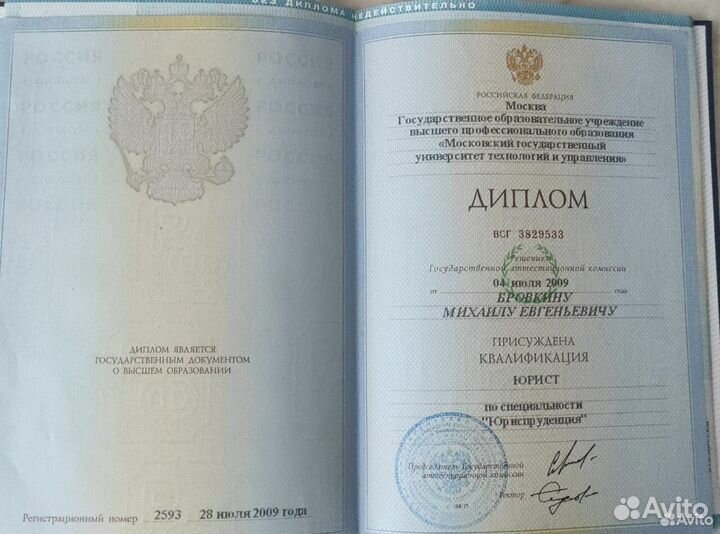 БЕЗ ДИПЛОМА НЕДЕЙСТВИТЕЛЬНО
РОССИЯ
РОССИЯ
РОССИЯ
РОССИЯ
ДИПЛОМ ЯВЛЯЕТСЯ
ГОСУДАРСТВЕННЫМ ДОКУМЕНТОМ
О ВЫСШЕМ ОБРАЗОВАНИИ
Регистрационный номер 2593 28 июля 2009 года
РОССИЙСКАЯ ФЕДЕРАЦИЯ
Москва
Государственное образовательное учреждение
высшего профессионального образования
«Московский государственный
университет технологий и управления»
ДИПЛОМ
ВСГ 3829533
Решением
Государственной аттестационной комиссии
от 04 июля 2009 года
БРОВКИНУ
МИХАИЛУ ЕВГЕНЬЕВИЧУ
ПРИСУЖДЕНА
КВАЛИФИКАЦИЯ
ЮРИСТ
по специальности
"Юриспруденция"
Председатель Государственной
аттестационной комиссии
Ректор
М.П.
Avito
Avito